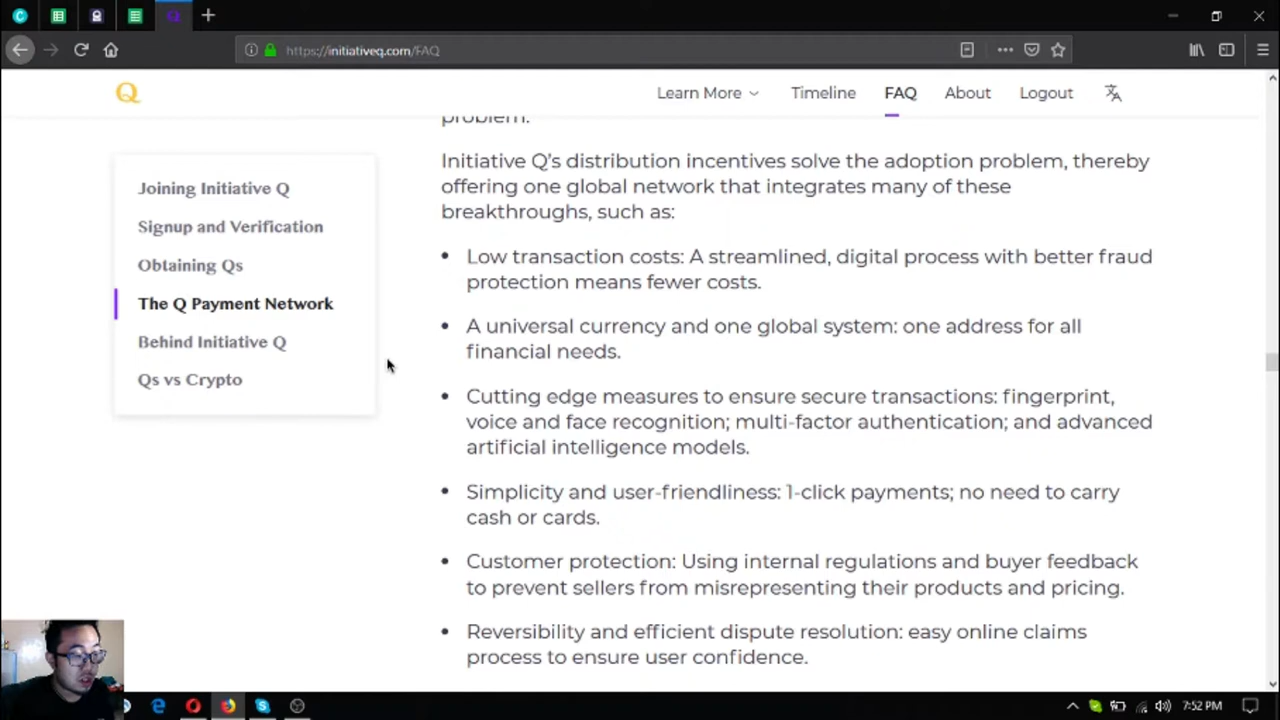 https://initiativeq.com/FAQ
Q
Learn More
Timeline
FAQ
About
Logout
problem.
Joining Initiative Q
Signup and Verification
Obtaining Qs
The Q Payment Network
Behind Initiative Q
Qs vs Crypto
Initiative Q's distribution incentives solve the adoption problem, thereby
offering one global network that integrates many of these
breakthroughs, such as:
• Low transaction costs: A streamlined, digital process with better fraud
protection means fewer costs.
• A universal currency and one global system: one address for all
financial needs.
• Cutting edge measures to ensure secure transactions: fingerprint,
voice and face recognition; multi-factor authentication; and advanced
artificial intelligence models.
• Simplicity and user-friendliness: 1-click payments; no need to carry
cash or cards.
• Customer protection: Using internal regulations and buyer feedback
to prevent sellers from misrepresenting their products and pricing.
• Reversibility and efficient dispute resolution: easy online claims
process to ensure user confidence.
7:52 PM